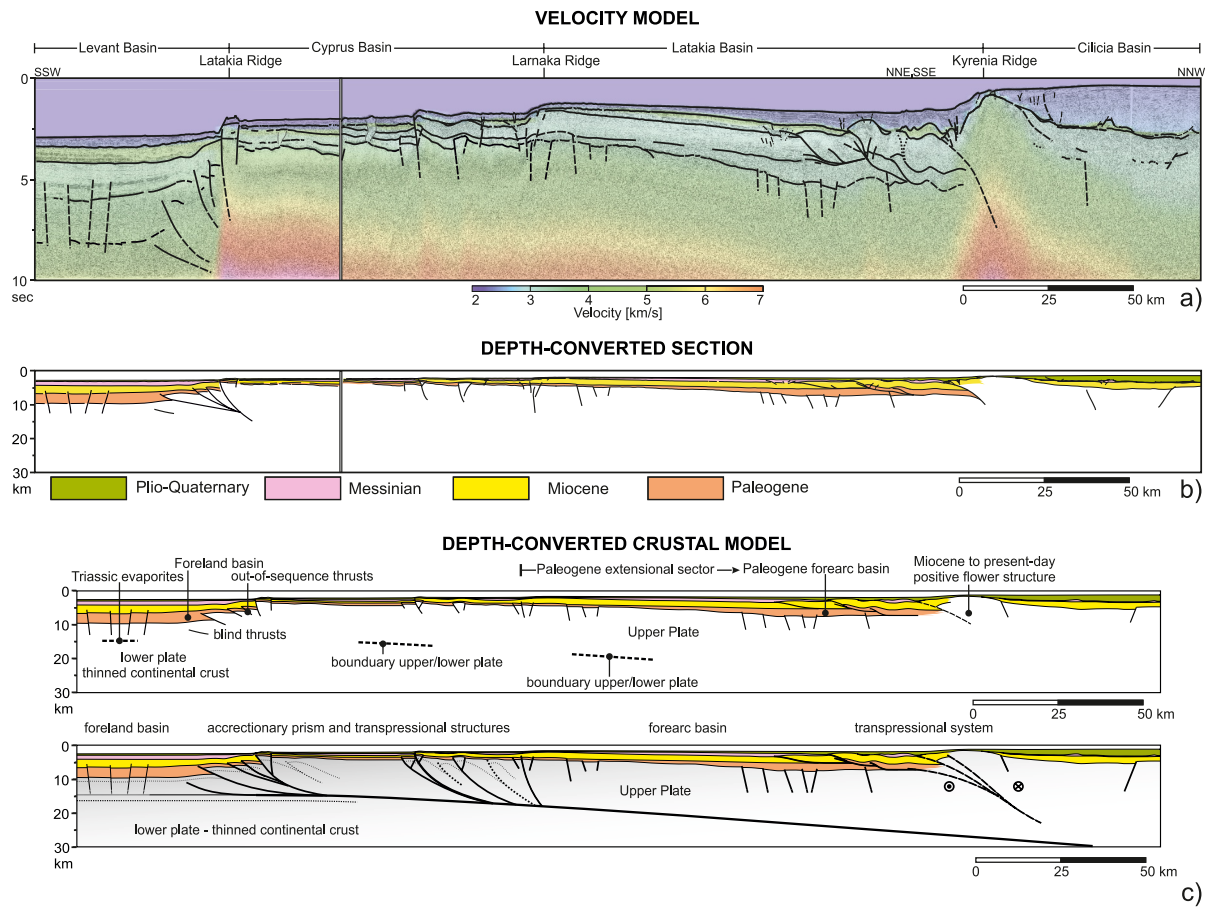 VELOCITY MODEL
Levant Basin
Cyprus Basin
Latakia Basin
Cilicia Basin
Latakia Ridge
Larnaka Ridge
Kyrenia Ridge
SSW
NNE,SSE
NNW
0
5
10
sec
2 3 4 5 6 7
Velocity [km/s]
0 25 50 km
a)
DEPTH-CONVERTED SECTION
0
10
20
30
km
Plio-Quaternary
Messinian
Miocene
Paleogene
0 25 50 km
b)
DEPTH-CONVERTED CRUSTAL MODEL
Foreland basin
Triassic evaporites
out-of-sequence thrusts
Paleogene extensional sector
Paleogene forearc basin
Miocene to present-day
positive flower structure
0
10
20
30
km
blind thrusts
lower plate
thinned continental crust
bounduary upper/lower plate
Upper Plate
bounduary upper/lower plate
0 25 50 km
foreland basin
accrectionary prism and transpressional structures
forearc basin
transpressional system
0
10
20
30
km
Upper Plate
lower plate - thinned continental crust
0 25 50 km
c)